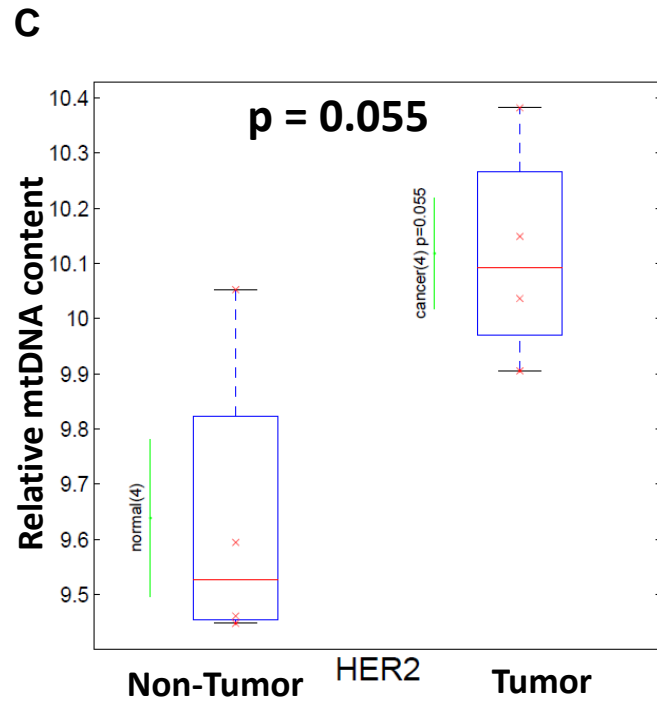 C
p = 0.055
Relative mtDNA content
10.4
10.3
10.2
10.1
10
9.9
9.8
9.7
9.6
9.5
normal(4)
cancer(4) p=0.055
Non-Tumor
HER2
Tumor